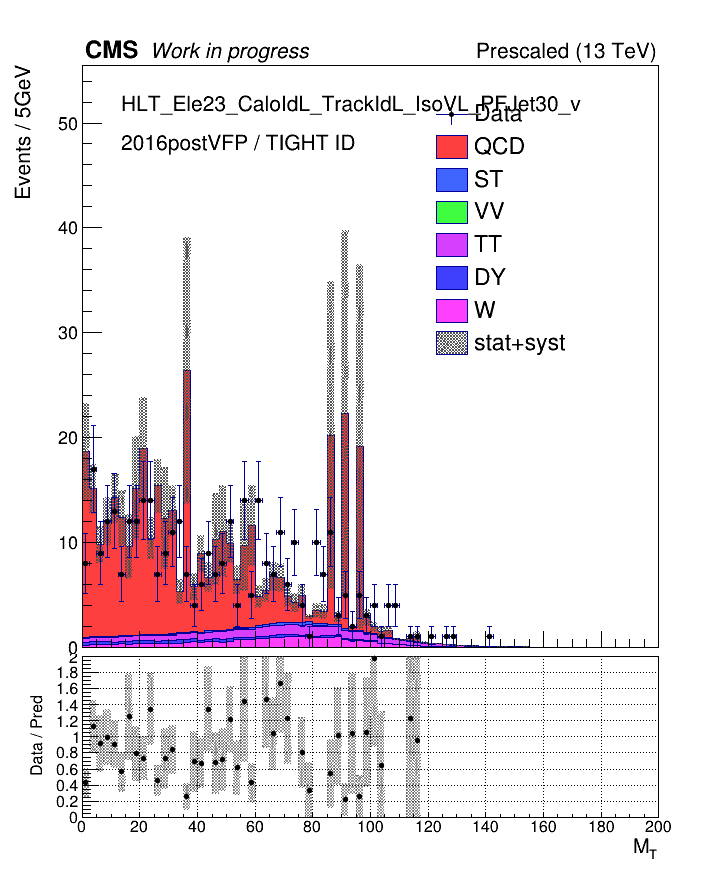 CMS Work in progress Prescaled (13 TeV)
Events / 5GeV
HLT_Ele23_CaloIdL_TrackIdL_IsoVL_PFJet30_v
Data
2016postVFP / TIGHT ID
QCD
ST
VV
TT
DY
W
stat+syst
50
40
30
20
10
0
Data / Pred
2
1.8
1.6
1.4
1.2
1
0.8
0.6
0.4
0.2
0
0 20 40 60 80 100 120 140 160 180 200
M_T